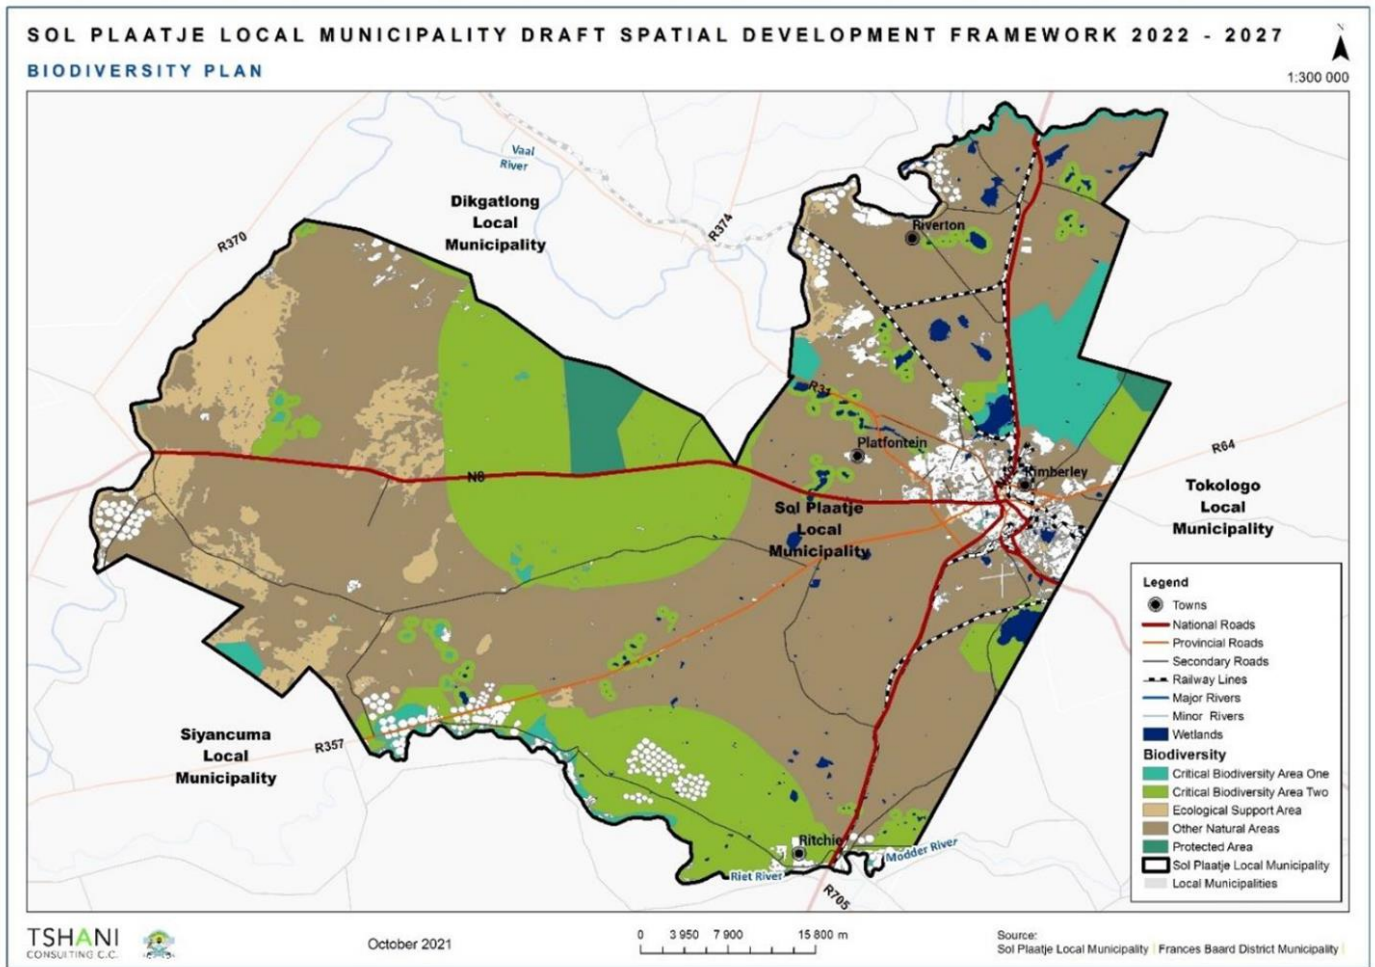 SOL PLAATJE LOCAL MUNICIPALITY DRAFT SPATIAL DEVELOPMENT FRAMEWORK 2022 - 2027
BIODIVERSITY PLAN
N
1:300 000
Vaal
River
Dikgatlong
Local
Municipality
R370
R374
Riverton
R31
Platfontein
R64
N8
Kimberley
Sol Plaatje
Local
Municipality
Tokologo
Local
Municipality
Siyancuma
Local
Municipality
R357
Ritchie
Riet River
Modder River
R705
Legend
Towns
National Roads
Provincial Roads
Secondary Roads
Railway Lines
Major Rivers
Minor Rivers
Wetlands
Biodiversity
Critical Biodiversity Area One
Critical Biodiversity Area Two
Ecological Support Area
Other Natural Areas
Protected Area
Sol Plaatje Local Municipality
Local Municipalities
TSHANI
CONSULTING C.C.
October 2021
0 3 950 7 900 15 800 m
Source:
Sol Plaatje Local Municipality | Frances Baard District Municipality |